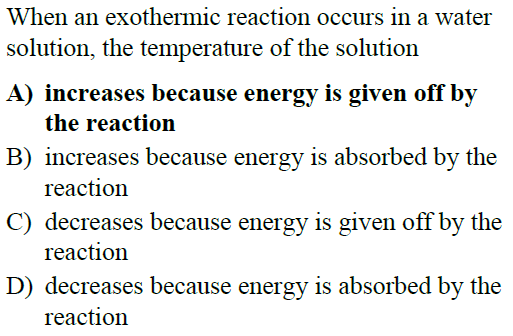 When an exothermic reaction occurs in a water
solution, the temperature of the solution
A) increases because energy is given off by
the reaction
B) increases because energy is absorbed by the
reaction
C) decreases because energy is given off by the
reaction
D) decreases because energy is absorbed by the
reaction